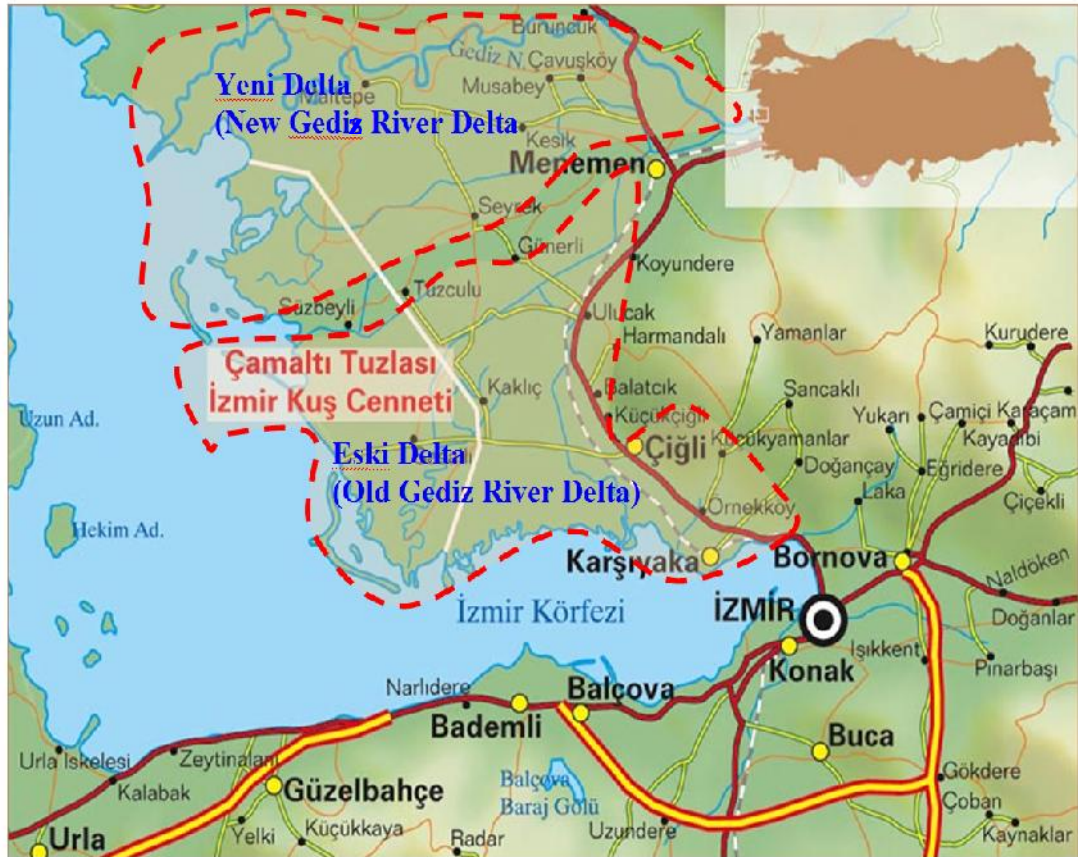 Buruncuk
Gediz N.
Çavuşköy
Yeni Delta
Maltepe
Musabey
(New Gediz River Delta
Kesik
Menemen
Seyrek
Günerli
Koyundere
Tuzculu
Süzbeyli
Ulucak
Harmandalı
Yamanlar
Kurudere
Çamaltı Tuzlası
İzmir Kuş Cenneti
Kaklıç
Balatcık
Sancaklı
Küçükçiğli
Yukarı
Çamiçi
Karaçam
Uzun Ad.
Kayadibi
Çiğli
Küçükyamanlar
Eski Delta
Doğançay
Eğridere
(Old Gediz River Delta)
Laka
Çiçekli
Örnekköy
Hekim Ad.
Karşıyaka
Bornova
Naldöken
İzmir Körfezi
İZMİR
Doğanlar
Işıkkent
Konak
Pınarbaşı
Narlıdere
Balçova
Bademli
Buca
Urla İskelesi
Zeytinalanı
Kalabak
Güzelbahçe
Balçova
Baraj Gölü
Gökdere
Çoban
Yelki
Küçükkaya
Uzundere
Kaynaklar
Radar
Urla